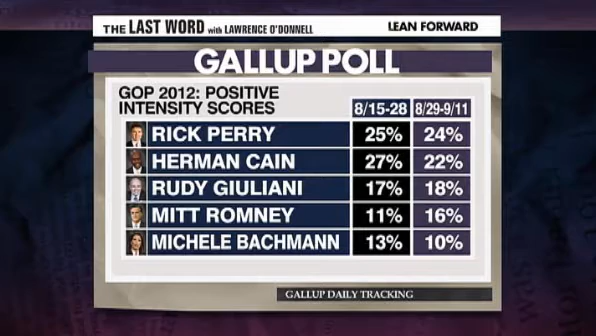 THE LAST WORD with LAWRENCE O'DONNELL LEAN FORWARD
GALLUP POLL
GOP 2012: POSITIVE
INTENSITY SCORES 8/15-28 8/29-9/11
RICK PERRY 25% 24%
HERMAN CAIN 27% 22%
RUDY GIULIANI 17% 18%
MITT ROMNEY 11% 16%
MICHELE BACHMANN 13% 10%
GALLUP DAILY TRACKING